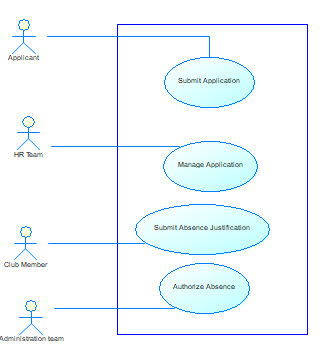 Applicant
Submit Application
HR Team
Manage Application
Submit Absence Justification
Club Member
Authorize Absence
Administration team